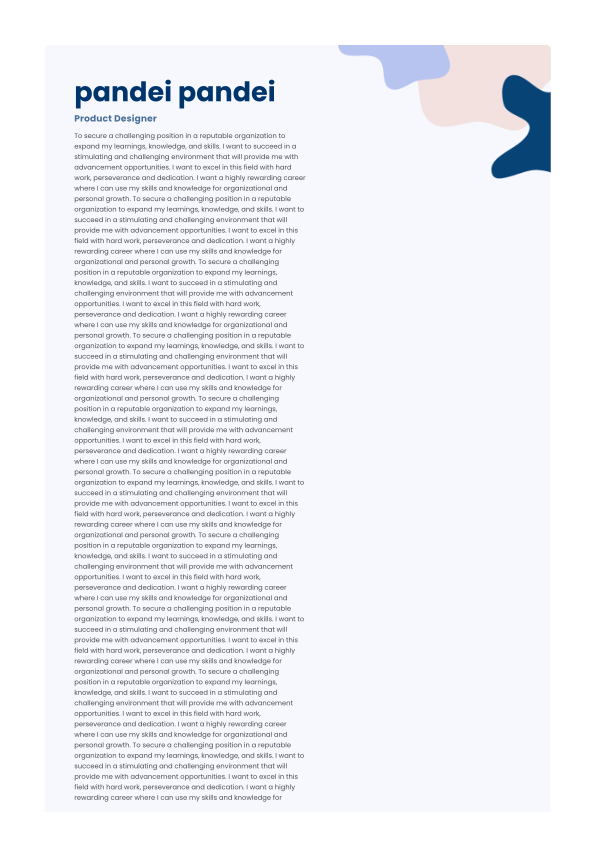 pandei pandei
Product Designer
To secure a challenging position in a reputable organization to
expand my learnings, knowledge, and skills. I want to succeed in a
stimulating and challenging environment that will provide me with
advancement opportunities. I want to excel in this field with hard
work, perseverance and dedication. I want a highly rewarding career
where I can use my skills and knowledge for organizational and
personal growth. To secure a challenging position in a reputable
organization to expand my learnings, knowledge, and skills. I want to
succeed in a stimulating and challenging environment that will
provide me with advancement opportunities. I want to excel in this
field with hard work, perseverance and dedication. I want a highly
rewarding career where I can use my skills and knowledge for
organizational and personal growth. To secure a challenging
position in a reputable organization to expand my learnings,
knowledge, and skills. I want to succeed in a stimulating and
challenging environment that will provide me with advancement
opportunities. I want to excel in this field with hard work,
perseverance and dedication. I want a highly rewarding career
where I can use my skills and knowledge for organizational and
personal growth. To secure a challenging position in a reputable
organization to expand my learnings, knowledge, and skills. I want to
succeed in a stimulating and challenging environment that will
provide me with advancement opportunities. I want to excel in this
field with hard work, perseverance and dedication. I want a highly
rewarding career where I can use my skills and knowledge for
organizational and personal growth. To secure a challenging
position in a reputable organization to expand my learnings,
knowledge, and skills. I want to succeed in a stimulating and
challenging environment that will provide me with advancement
opportunities. I want to excel in this field with hard work,
perseverance and dedication. I want a highly rewarding career
where I can use my skills and knowledge for organizational and
personal growth. To secure a challenging position in a reputable
organization to expand my learnings, knowledge, and skills. I want to
succeed in a stimulating and challenging environment that will
provide me with advancement opportunities. I want to excel in this
field with hard work, perseverance and dedication. I want a highly
rewarding career where I can use my skills and knowledge for
organizational and personal growth. To secure a challenging
position in a reputable organization to expand my learnings,
knowledge, and skills. I want to succeed in a stimulating and
challenging environment that will provide me with advancement
opportunities. I want to excel in this field with hard work,
perseverance and dedication. I want a highly rewarding career
where I can use my skills and knowledge for organizational and
personal growth. To secure a challenging position in a reputable
organization to expand my learnings, knowledge, and skills. I want to
succeed in a stimulating and challenging environment that will
provide me with advancement opportunities. I want to excel in this
field with hard work, perseverance and dedication. I want a highly
rewarding career where I can use my skills and knowledge for
organizational and personal growth. To secure a challenging
position in a reputable organization to expand my learnings,
knowledge, and skills. I want to succeed in a stimulating and
challenging environment that will provide me with advancement
opportunities. I want to excel in this field with hard work,
perseverance and dedication. I want a highly rewarding career
where I can use my skills and knowledge for organizational and
personal growth. To secure a challenging position in a reputable
organization to expand my learnings, knowledge, and skills. I want to
succeed in a stimulating and challenging environment that will
provide me with advancement opportunities. I want to excel in this
field with hard work, perseverance and dedication. I want a highly
rewarding career where I can use my skills and knowledge for